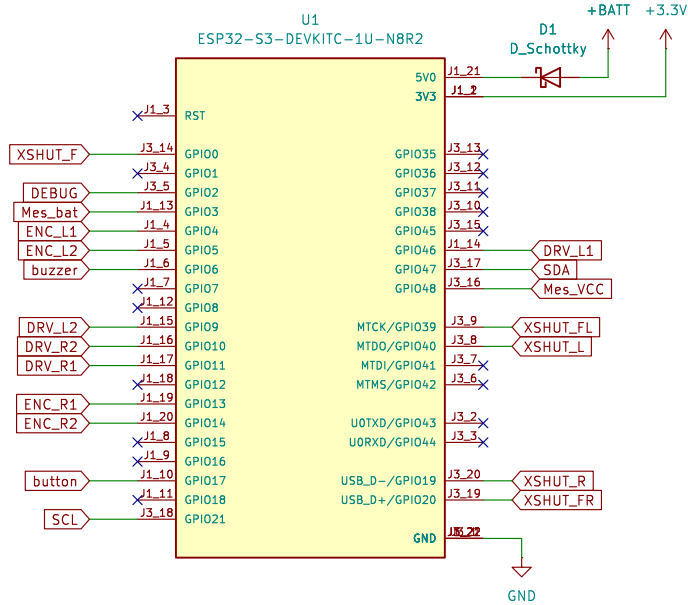 U1
ESP32-S3-DEVKITC-1U-N8R2
+BATT
+3.3V
D1
D_Schottky
5V0 J1_21
3V3
J1_3 RST
XSHUT_F J3_14 GPIO0
J3_4 GPIO1
DEBUG J3_5 GPIO2
Mes_bat J1_13 GPIO3
ENC_L1 J1_4 GPIO4
ENC_L2 J1_5 GPIO5
buzzer J1_6 GPIO6
J1_7 GPIO7
J1_12 GPIO8
DRV_L2 J1_15 GPIO9
DRV_R2 J1_16 GPIO10
DRV_R1 J1_17 GPIO11
J1_18 GPIO12
ENC_R1 J1_19 GPIO13
ENC_R2 J1_20 GPIO14
J1_8 GPIO15
J1_9 GPIO16
button J1_10 GPIO17
J1_11 GPIO18
SCL J3_18 GPIO21
GPIO35 J3_13
GPIO36 J3_12
GPIO37 J3_11
GPIO38 J3_10
GPIO45 J3_15
GPIO46 J1_14 DRV_L1
GPIO47 J3_17 SDA
GPIO48 J3_16 Mes_VCC
MTCK/GPIO39 J3_9 XSHUT_FL
MTDO/GPIO40 J3_8 XSHUT_L
MTDI/GPIO41 J3_7
MTMS/GPIO42 J3_6
U0TXD/GPIO43 J3_2
U0RXD/GPIO44 J3_3
USB_D-/GPIO19 J3_20 XSHUT_R
USB_D+/GPIO20 J3_19 XSHUT_FR
GND
GND